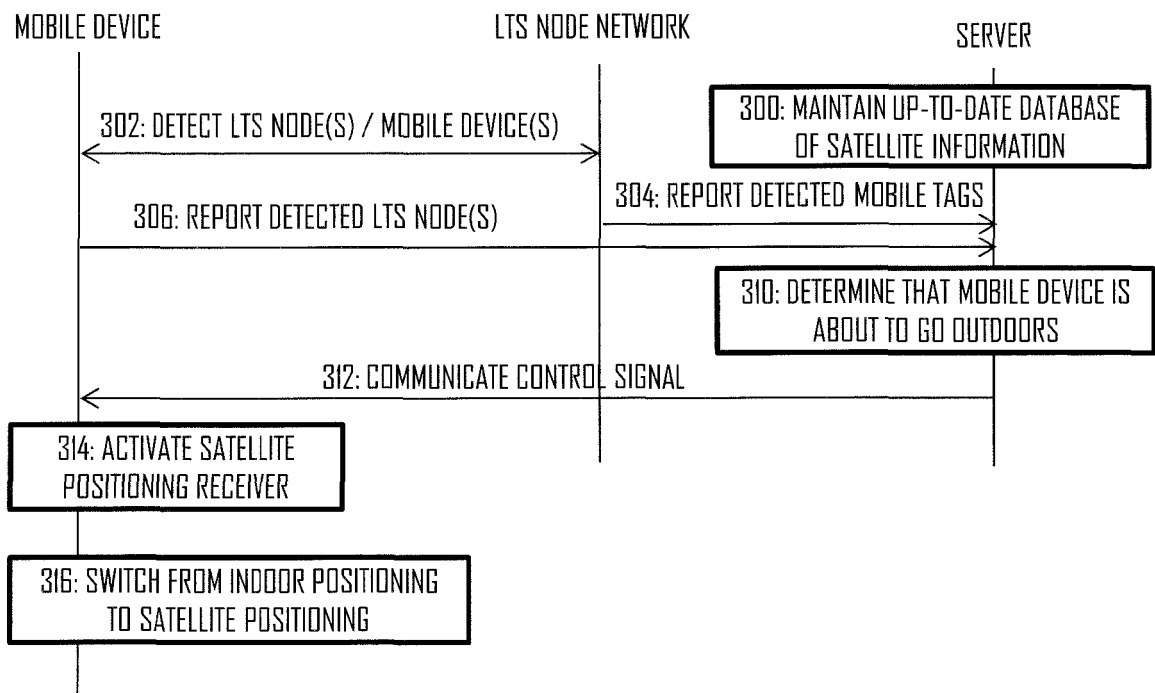 MOBILE DEVICE
LTS NODE NETWORK
SERVER
300: MAINTAIN UP-TO-DATE DATABASE
OF SATELLITE INFORMATION
302: DETECT LTS NODE(S) / MOBILE DEVICE(S)
304: REPORT DETECTED MOBILE TAGS
306: REPORT DETECTED LTS NODE(S)
310: DETERMINE THAT MOBILE DEVICE IS
ABOUT TO GO OUTDOORS
312: COMMUNICATE CONTROL SIGNAL
314: ACTIVATE SATELLITE
POSITIONING RECEIVER
316: SWITCH FROM INDOOR POSITIONING
TO SATELLITE POSITIONING